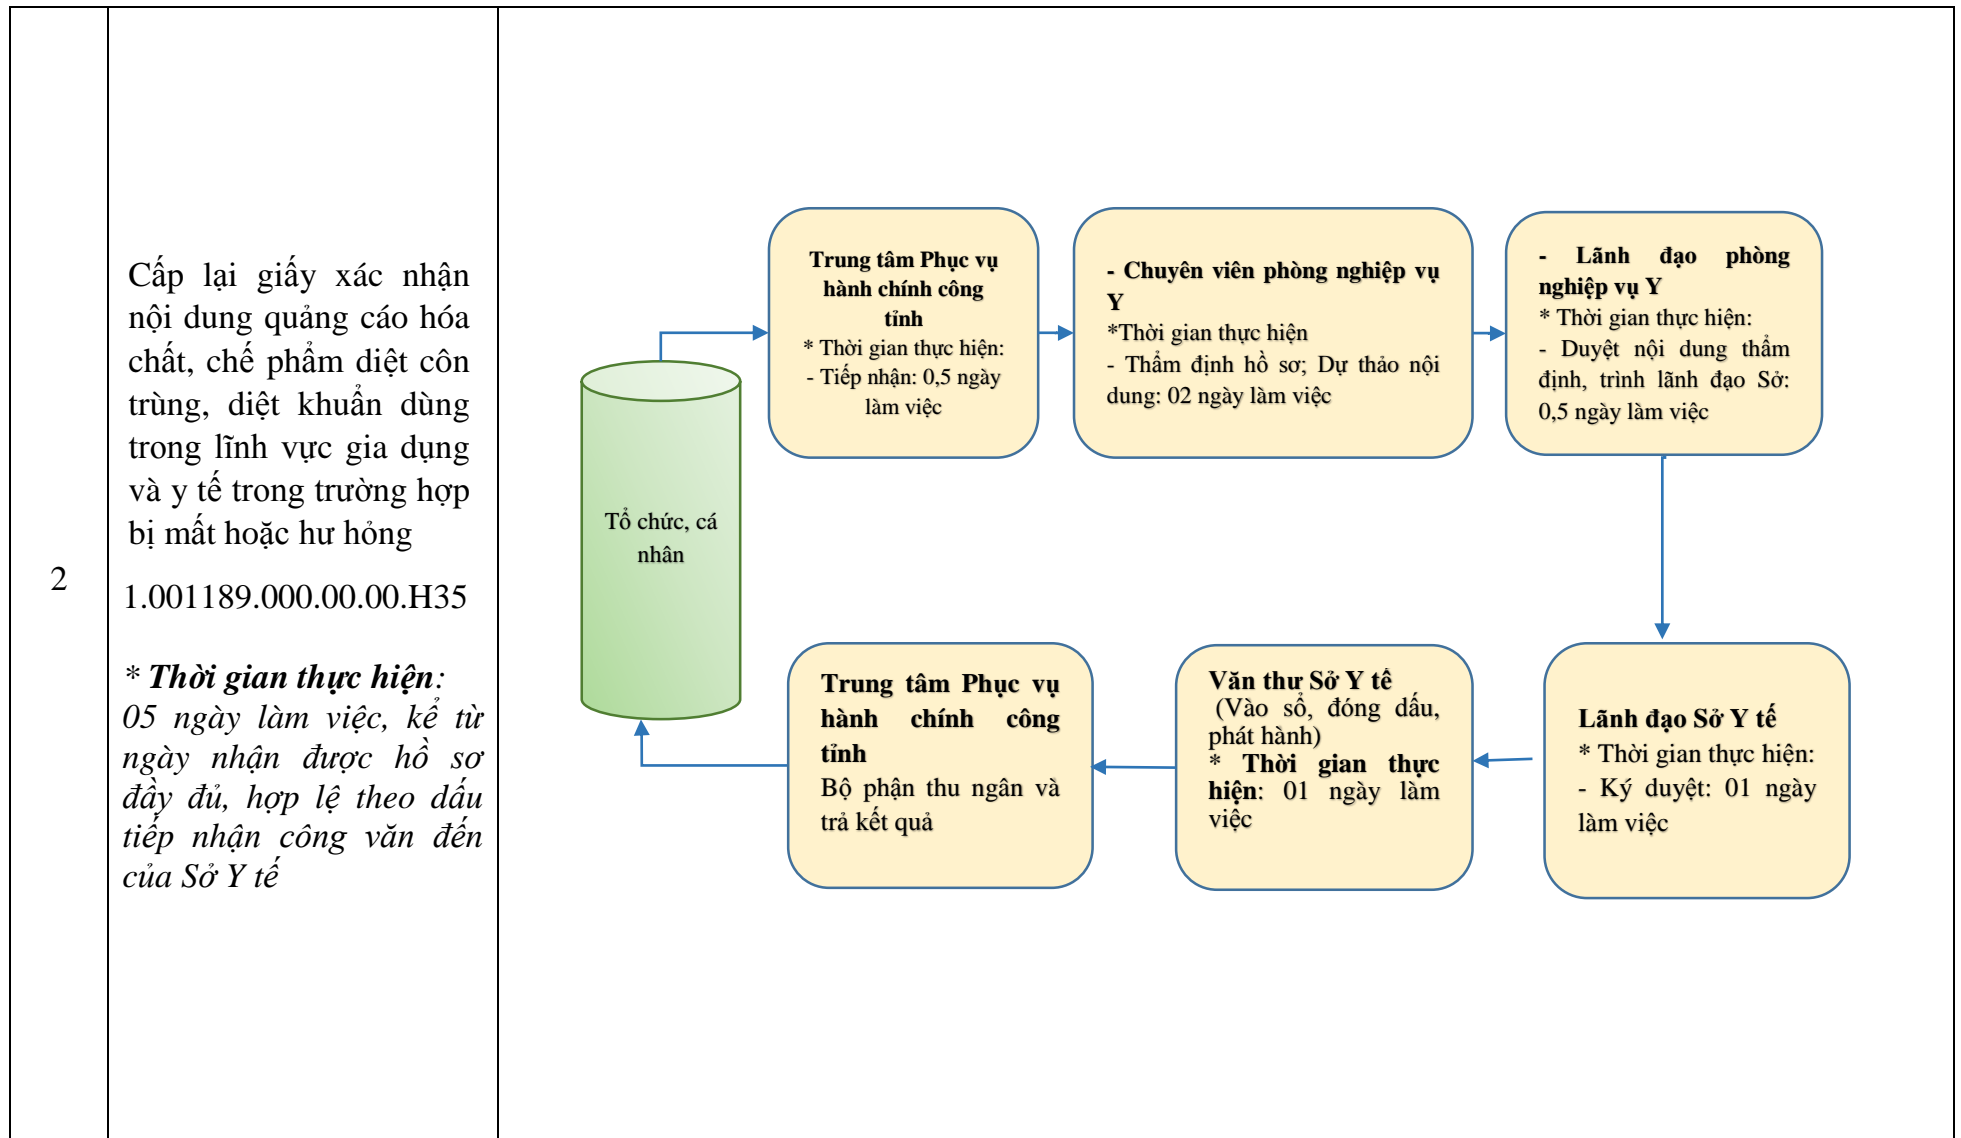 2
Cấp lại giấy xác nhận
nội dung quảng cáo hóa
chất, chế phẩm diệt côn
trùng, diệt khuẩn dùng
trong lĩnh vực gia dụng
và y tế trong trường hợp
bị mất hoặc hư hỏng
1.001189.000.00.00.H35
* Thời gian thực hiện:
05 ngày làm việc, kể từ
ngày nhận được hồ sơ
đầy đủ, hợp lệ theo dấu
tiếp nhận công văn đến
của Sở Y tế
Tổ chức, cá
nhân
Trung tâm Phục vụ
hành chính công
tỉnh
* Thời gian thực hiện:
- Tiếp nhận: 0,5 ngày
làm việc
- Chuyên viên phòng nghiệp vụ
Y
*Thời gian thực hiện
- Thẩm định hồ sơ; Dự thảo nội
dung: 02 ngày làm việc
- Lãnh đạo phòng
nghiệp vụ Y
* Thời gian thực hiện:
- Duyệt nội dung thẩm
định, trình lãnh đạo Sở:
0,5 ngày làm việc
Lãnh đạo Sở Y tế
* Thời gian thực hiện:
- Ký duyệt: 01 ngày
làm việc
Văn thư Sở Y tế
(Vào sổ, đóng dấu,
phát hành)
* Thời gian thực
hiện: 01 ngày làm
việc
Trung tâm Phục vụ
hành chính công
tỉnh
Bộ phận thu ngân và
trả kết quả